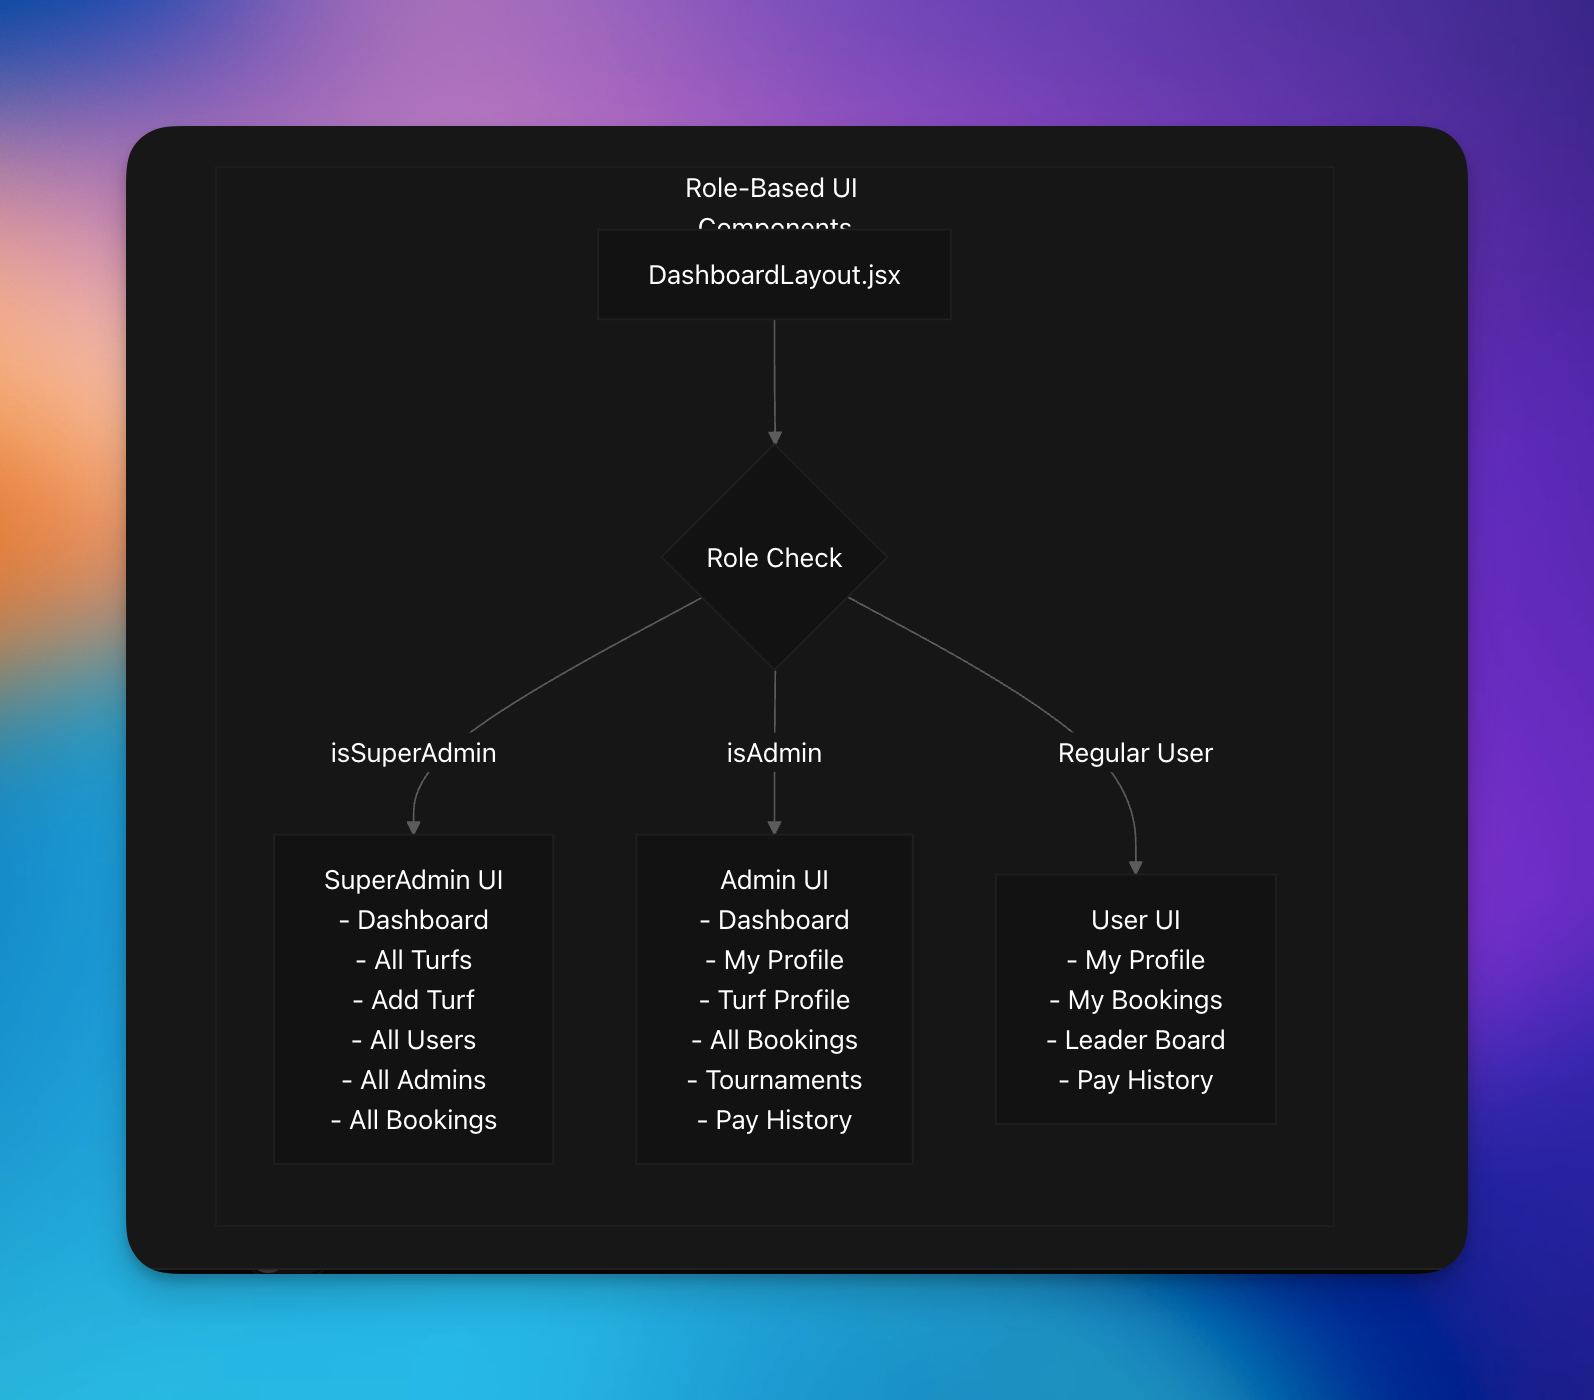 Role-Based UI
Components
DashboardLayout.jsx
Role Check
isSuperAdmin
isAdmin
Regular User
SuperAdmin UI
- Dashboard
- All Turfs
- Add Turf
- All Users
- All Admins
- All Bookings
Admin UI
- Dashboard
- My Profile
- Turf Profile
- All Bookings
- Tournaments
- Pay History
User UI
- My Profile
- My Bookings
- Leader Board
- Pay History